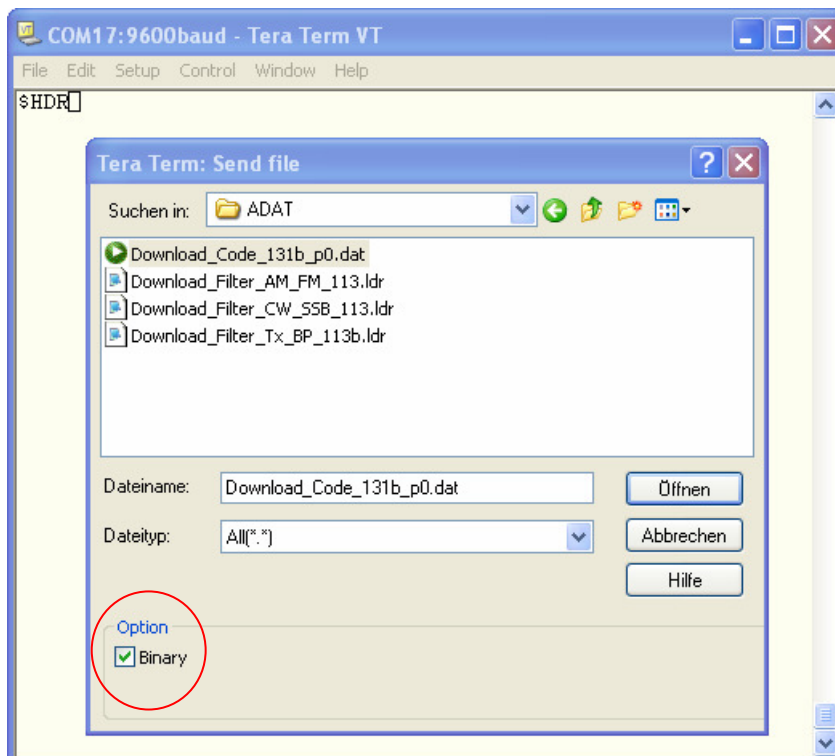 COM17:9600baud - Tera Term VT
File Edit Setup Control Window Help
$HDR
Tera Term: Send file
Suchen in: ADAT
Download_Code_131b_p0.dat
Download_Filter_AM_FM_113.ldr
Download_Filter_CW_SSB_113.ldr
Download_Filter_Tx_BP_113b.ldr
Dateiname: Download_Code_131b_p0.dat Öffnen
Dateityp: All(*.*) Abbrechen
Hilfe
Option
Binary